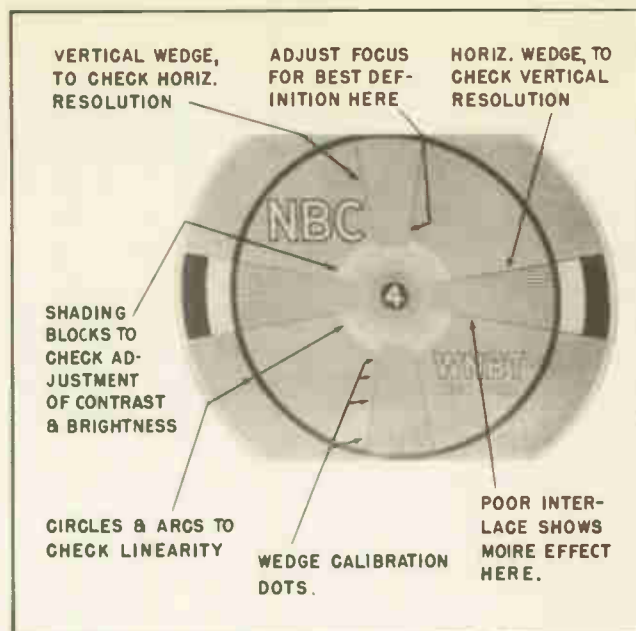 VERTICAL WEDGE,
TO CHECK HORIZ.
RESOLUTION
ADJUST FOCUS
FOR BEST DEF-
INITION HERE
HORIZ. WEDGE, TO
CHECK VERTICAL
RESOLUTION
NBC
4
SHADING
BLOCKS TO
CHECK AD-
JUSTMENT
OF CONTRAST
& BRIGHTNESS
WNBT
CIRCLES & ARCS TO
CHECK LINEARITY
WEDGE CALIBRATION
DOTS.
POOR INTER-
LACE SHOWS
MOIRE EFFECT
HERE.